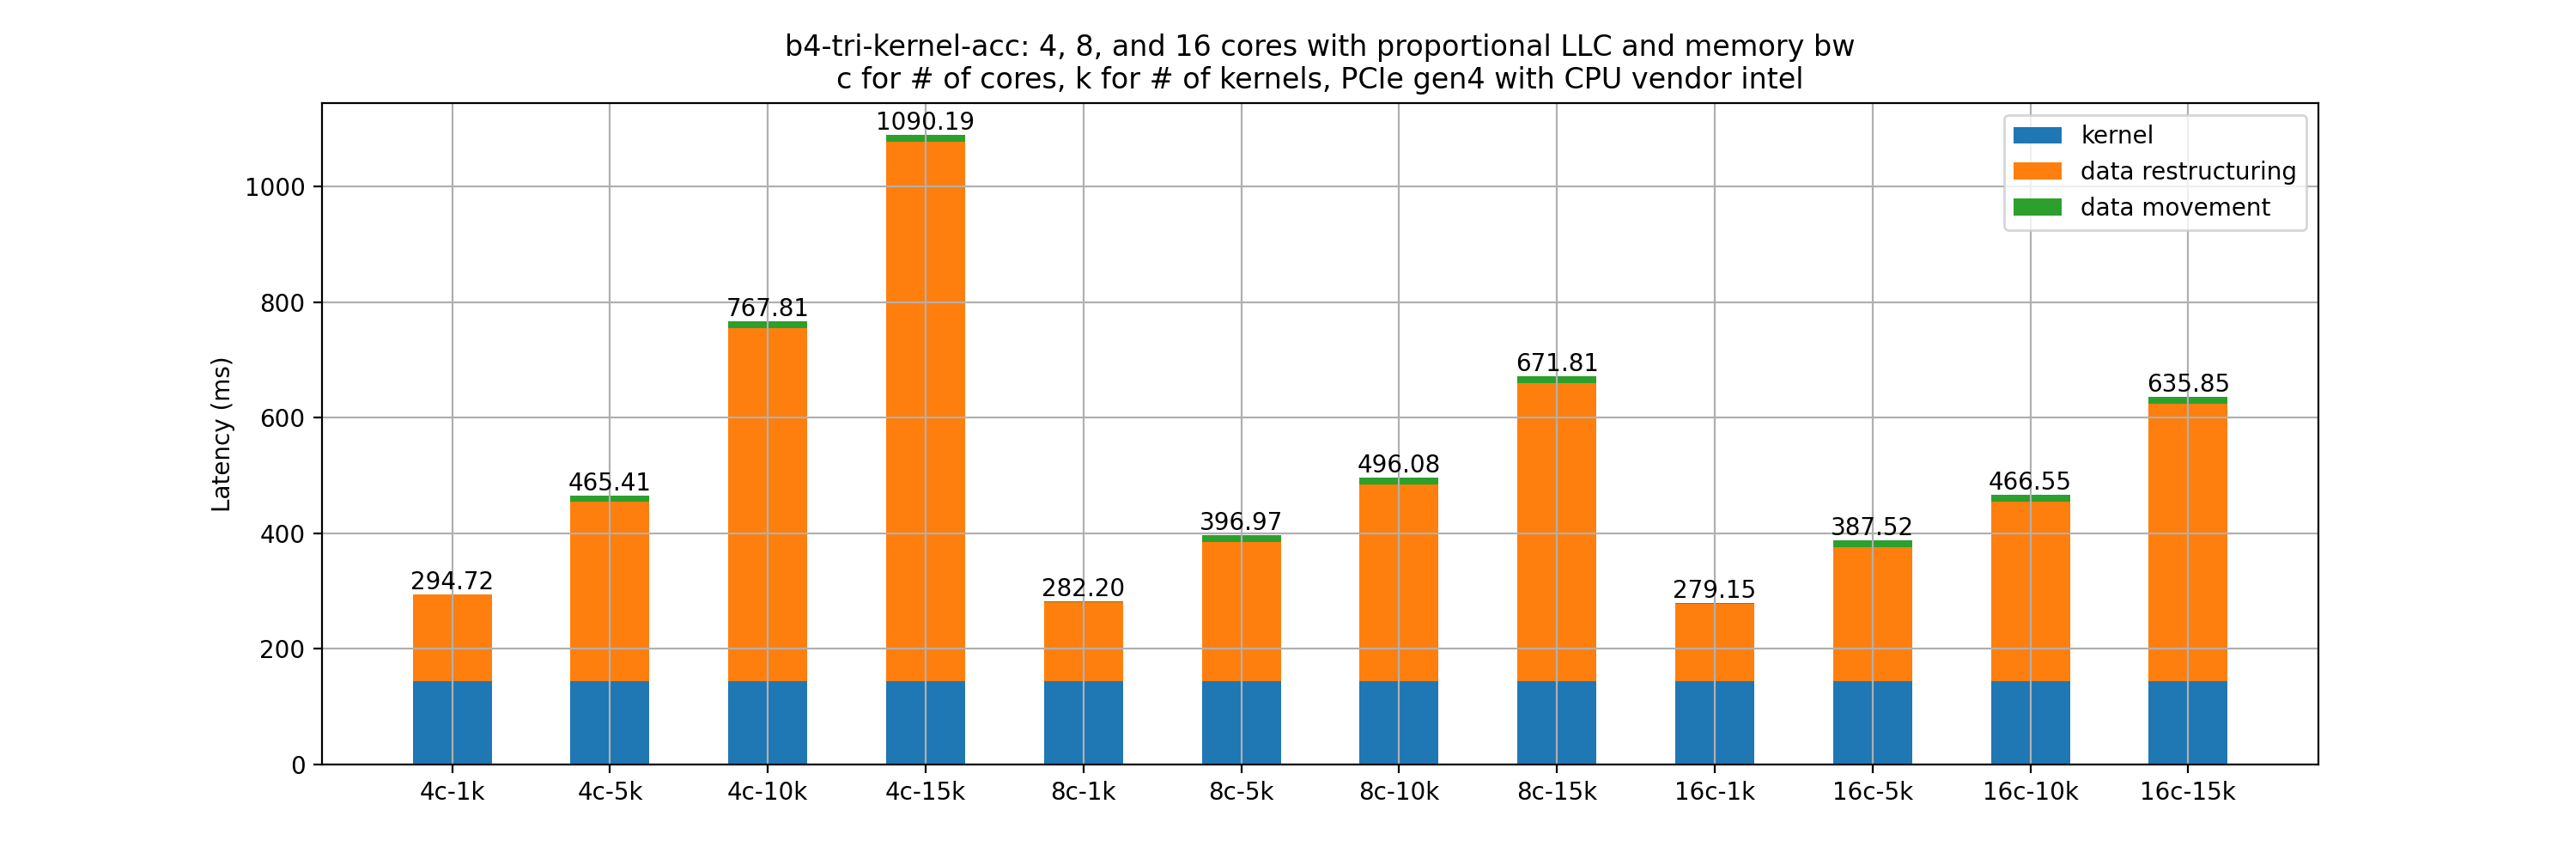 b4-tri-kernel-acc: 4, 8, and 16 cores with proportional LLC and memory bw
c for # of cores, k for # of kernels, PCIe gen4 with CPU vendor intel
kernel
data restructuring
data movement
Latency (ms)
1000
800
600
400
200
0
294.72
465.41
767.81
1090.19
282.20
396.97
496.08
671.81
279.15
387.52
466.55
635.85
4c-1k
4c-5k
4c-10k
4c-15k
8c-1k
8c-5k
8c-10k
8c-15k
16c-1k
16c-5k
16c-10k
16c-15k